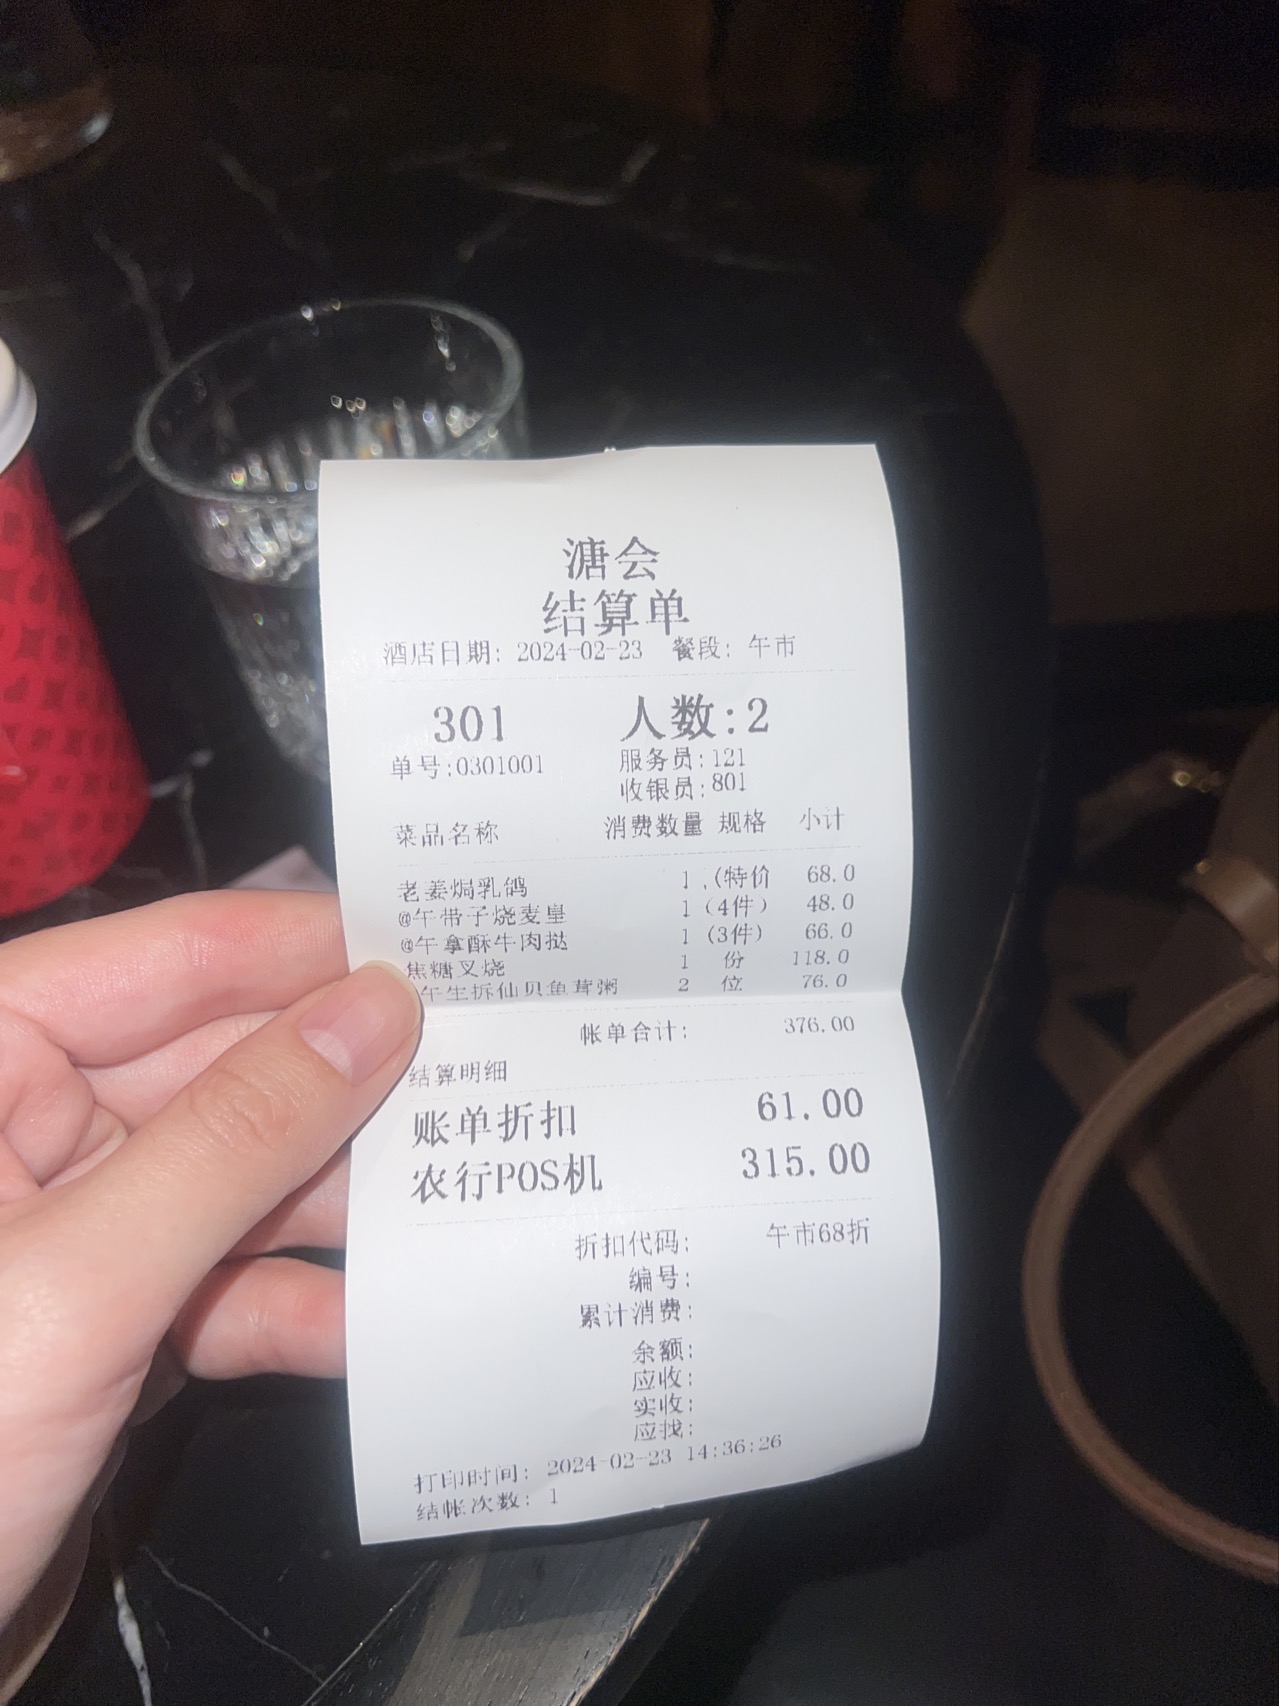 溏会
结算单
酒店日期: 2024-02-23 餐段: 午市
301 人数:2
单号:0301001 服务员:121
收银员:801
菜品名称 消费数量 规格 小计
老姜焗乳鸽 1 .(特价 68.0
@午带子烧麦皇 1 (4件) 48.0
@午拿酥牛肉挞 1 (3件) 66.0
焦糖叉烧 1 份 118.0
午生拆仙贝鱼茸粥 2 位 76.0
帐单合计: 376.00
结算明细
账单折扣 61.00
农行POS机 315.00
折扣代码: 午市68折
编号:
累计消费:
余额:
应收:
实收:
应找:
打印时间: 2024-02-23 14:36:26
结帐次数: 1